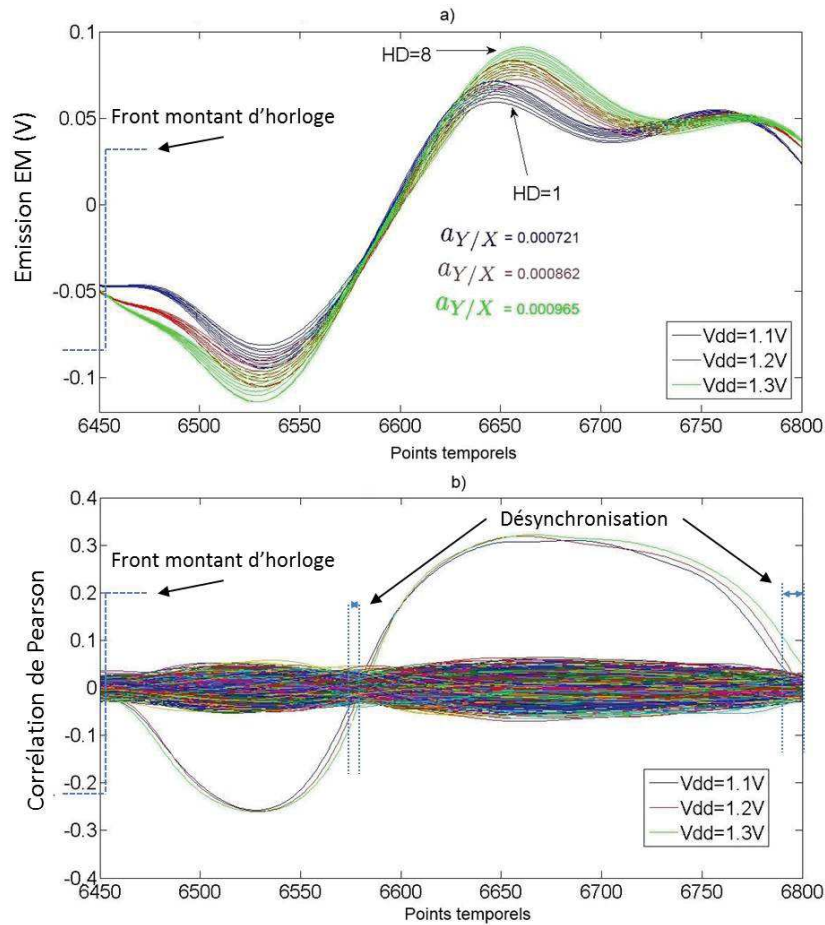 a)
0.1
0.05
0
-0.05
-0.1
Emission EM (V)
HD=8
Front montant d'horloge
HD=1
aY/X = 0.000721
aY/X = 0.000862
aY/X = 0.000965
Vdd=1.1V
Vdd=1.2V
Vdd=1.3V
6450 6500 6550 6600 6650 6700 6750 6800
Points temporels
b)
0.4
0.3
0.2
0.1
0
-0.1
-0.2
-0.3
-0.4
Corrélation de Pearson
Désynchronisation
Front montant d'horloge
Vdd=1.1V
Vdd=1.2V
Vdd=1.3V
6450 6500 6550 6600 6650 6700 6750 6800
Points temporels